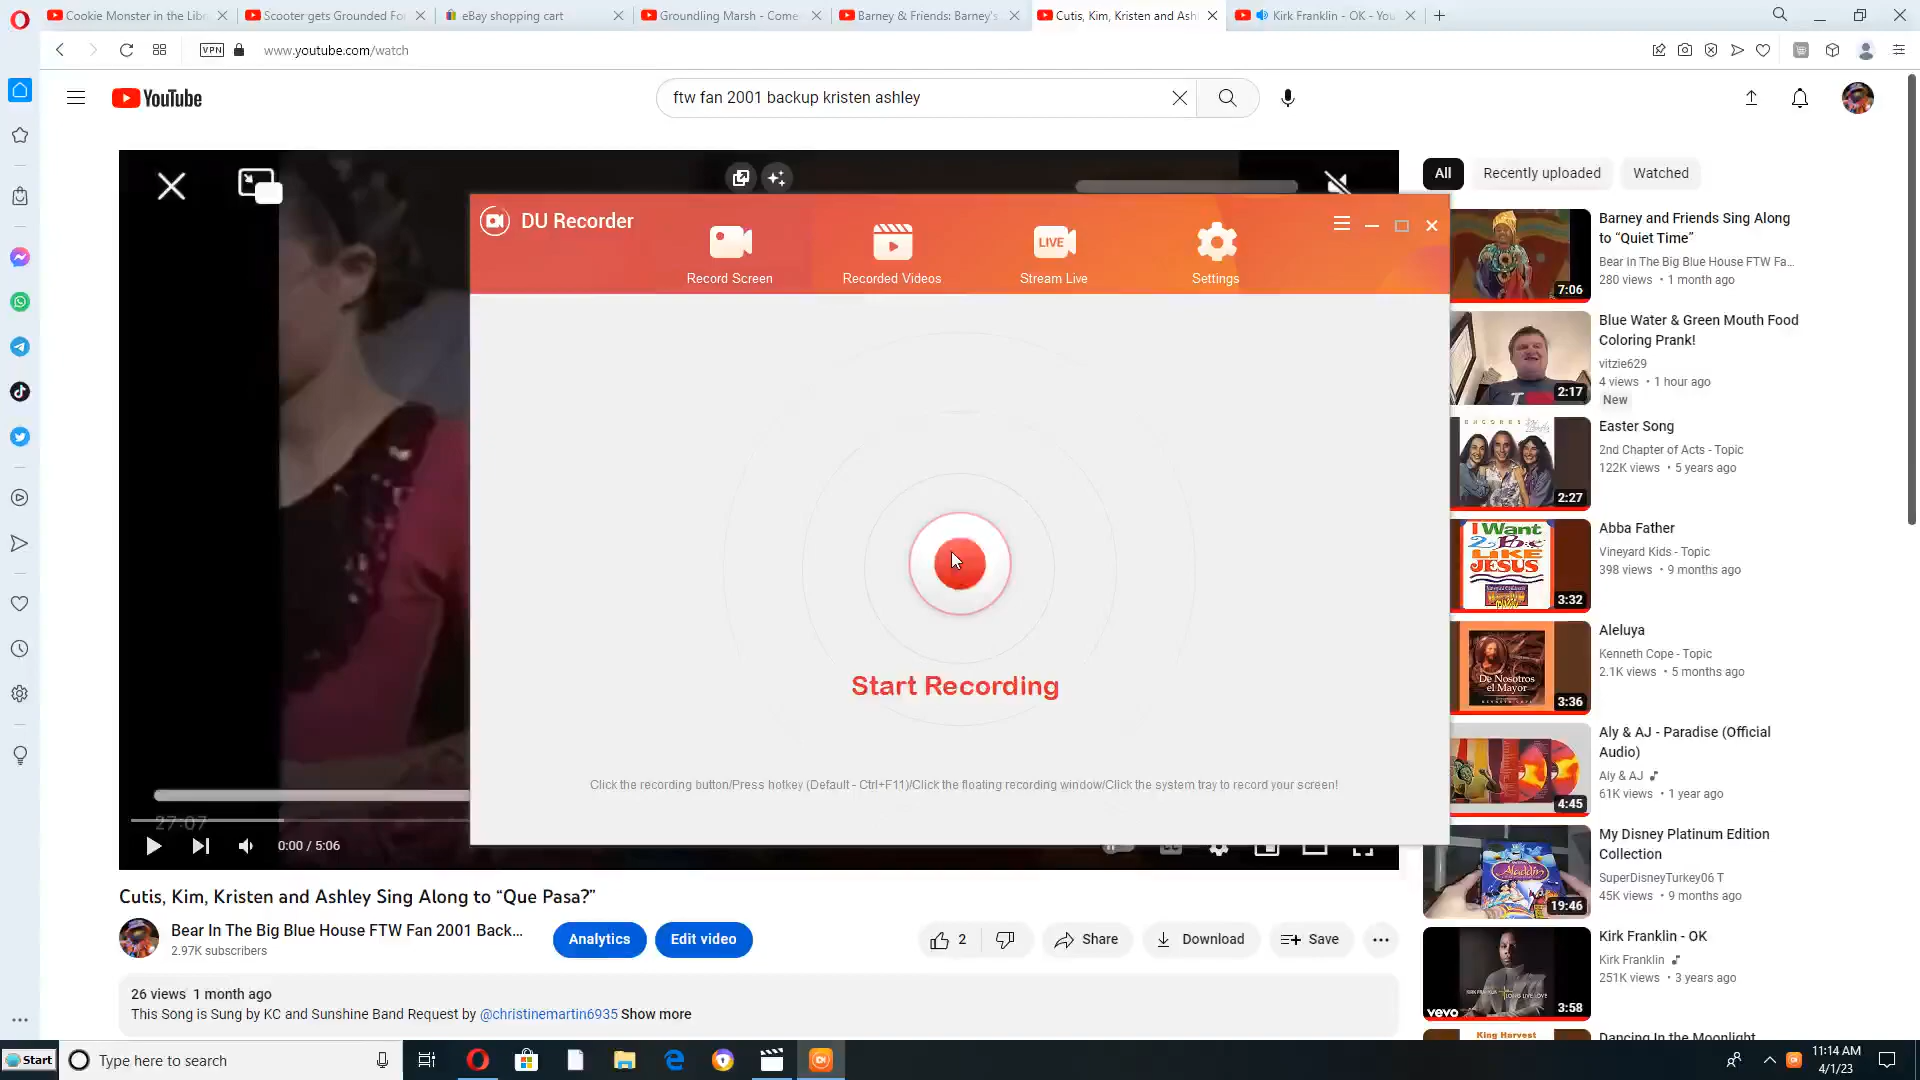 Cookie Monster in the Libr
Scooter gets Grounded Fo
eBay shopping cart
Groundling Marsh - Come
Barney & Friends: Barney's
Cutis, Kim, Kristen and Ash
Kirk Franklin - OK - You
VPN
www.youtube.com/watch
YouTube
ftw fan 2001 backup kristen ashley
DU Recorder
Record Screen
Recorded Videos
LIVE
Stream Live
Settings
Start Recording
Click the recording button/Press hotkey (Default - Ctrl+F11)/Click the floating recording window/Click the system tray to record your screen!
27:07
0:00 / 5:06
Cutis, Kim, Kristen and Ashley Sing Along to “Que Pasa?”
Bear In The Big Blue House FTW Fan 2001 Back...
2.97K subscribers
Analytics
Edit video
2
Share
Download
Save
26 views 1 month ago
This Song is Sung by KC and Sunshine Band Request by @christinemartin6935 Show more
All
Recently uploaded
Watched
7:06
Barney and Friends Sing Along
to “Quiet Time”
Bear in The Big Blue House FTW Fa...
280 views • 1 month ago
2:17
Blue Water & Green Mouth Food
Coloring Prank!
vitzie629
4 views • 1 hour ago
New
ENCORES
2:27
Easter Song
2nd Chapter of Acts - Topic
122K views • 5 years ago
I Want
2 Be
LIKE
JESUS
3:32
Abba Father
Vineyard Kids - Topic
398 views • 9 months ago
De Nosotros
el Mayor
3:36
Aleluya
Kenneth Cope - Topic
2.1K views • 5 months ago
4:45
Aly & AJ - Paradise (Official
Audio)
Aly & AJ
61K views • 1 year ago
Aladdin
19:46
My Disney Platinum Edition
Collection
SuperDisneyTurkey06 T
45K views • 9 months ago
KIRK FRANKLIN
LONG LIVE LOVE
vevo
3:58
Kirk Franklin - OK
Kirk Franklin
251K views • 3 years ago
King Harvest
Dancing In the Moonlight
Start
Type here to search
11:14 AM
4/1/23